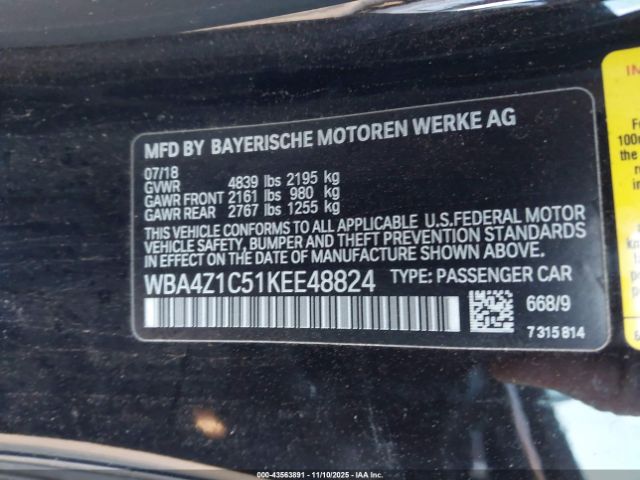 MFD BY BAYERISCHE MOTOREN WERKE AG
07/18
GVWR 4839 lbs 2195 kg
GAWR FRONT 2161 lbs 980 kg
GAWR REAR 2767 lbs 1255 kg
THIS VEHICLE CONFORMS TO ALL APPLICABLE U.S.FEDERAL MOTOR
VEHICLE SAFETY, BUMPER AND THEFT PREVENTION STANDARDS
IN EFFECT ON THE DATE OF MANUFACTURE SHOWN ABOVE.
WBA4Z1C51KEE48824 TYPE: PASSENGER CAR
668/9
7315814
000-43563891 - 11/10/2025 - IAA Inc.